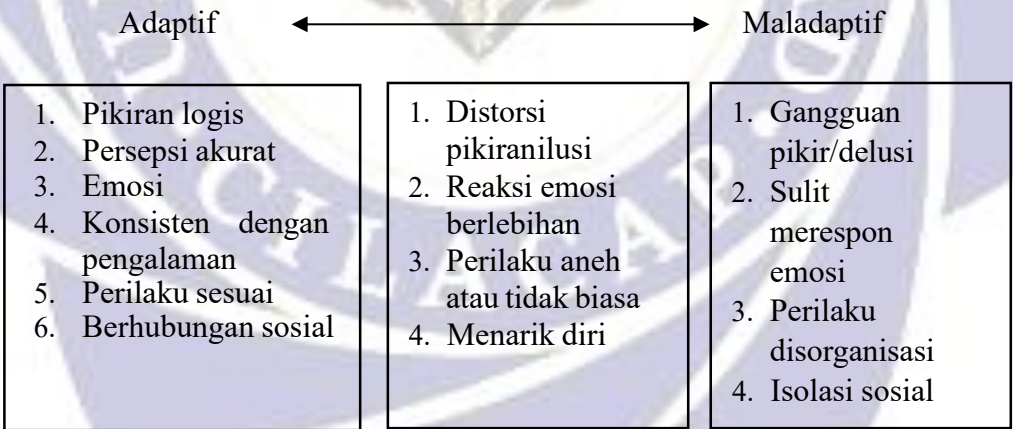 Adaptif Maladaptif
1. Pikiran logis
2. Persepsi akurat
3. Emosi
4. Konsisten dengan
pengalaman
5. Perilaku sesuai
6. Berhubungan sosial
1. Distorsi
pikiranilusi
2. Reaksi emosi
berlebihan
3. Perilaku aneh
atau tidak biasa
4. Menarik diri
1. Gangguan
pikir/delusi
2. Sulit
merespon
emosi
3. Perilaku
disorganisasi
4. Isolasi sosial
CILACAP